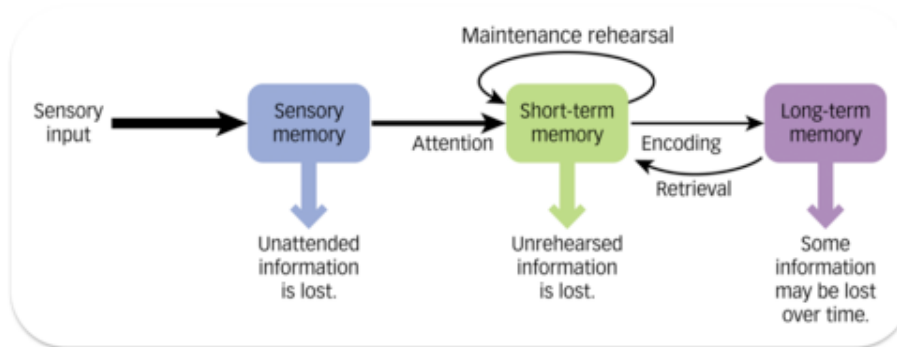 Maintenance rehearsal
Sensory
input
Sensory
memory
Attention
Short-term
memory
Encoding
Retrieval
Long-term
memory
Unattended
information
is lost.
Unrehearsed
information
is lost.
Some
information
may be lost
over time.